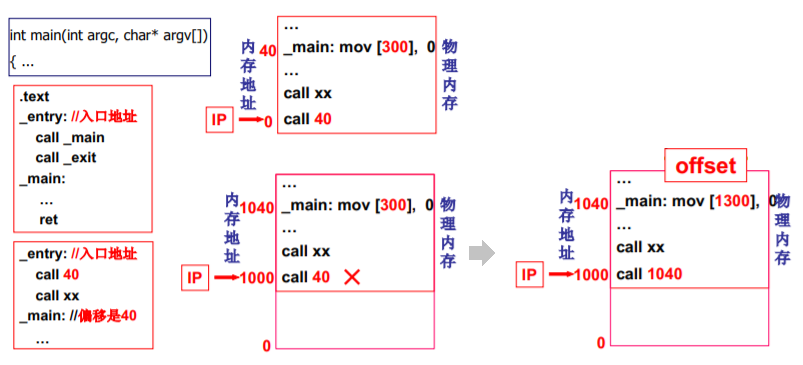 int main(int argc, char* argv[])
{ ...
.text
_entry: //入口地址
call _main
call _exit
_main:
...
ret
_entry: //入口地址
call 40
call xx
_main: //偏移是40
...
内存地址
40
0
IP
...
_main: mov [300], 0
...
call xx
call 40
物理内存
内存地址
1040
1000
0
IP
...
_main: mov [300], 0
...
call xx
call 40
物理内存
offset
内存地址
1040
1000
0
IP
...
_main: mov [1300], 0
...
call xx
call 1040
物理内存